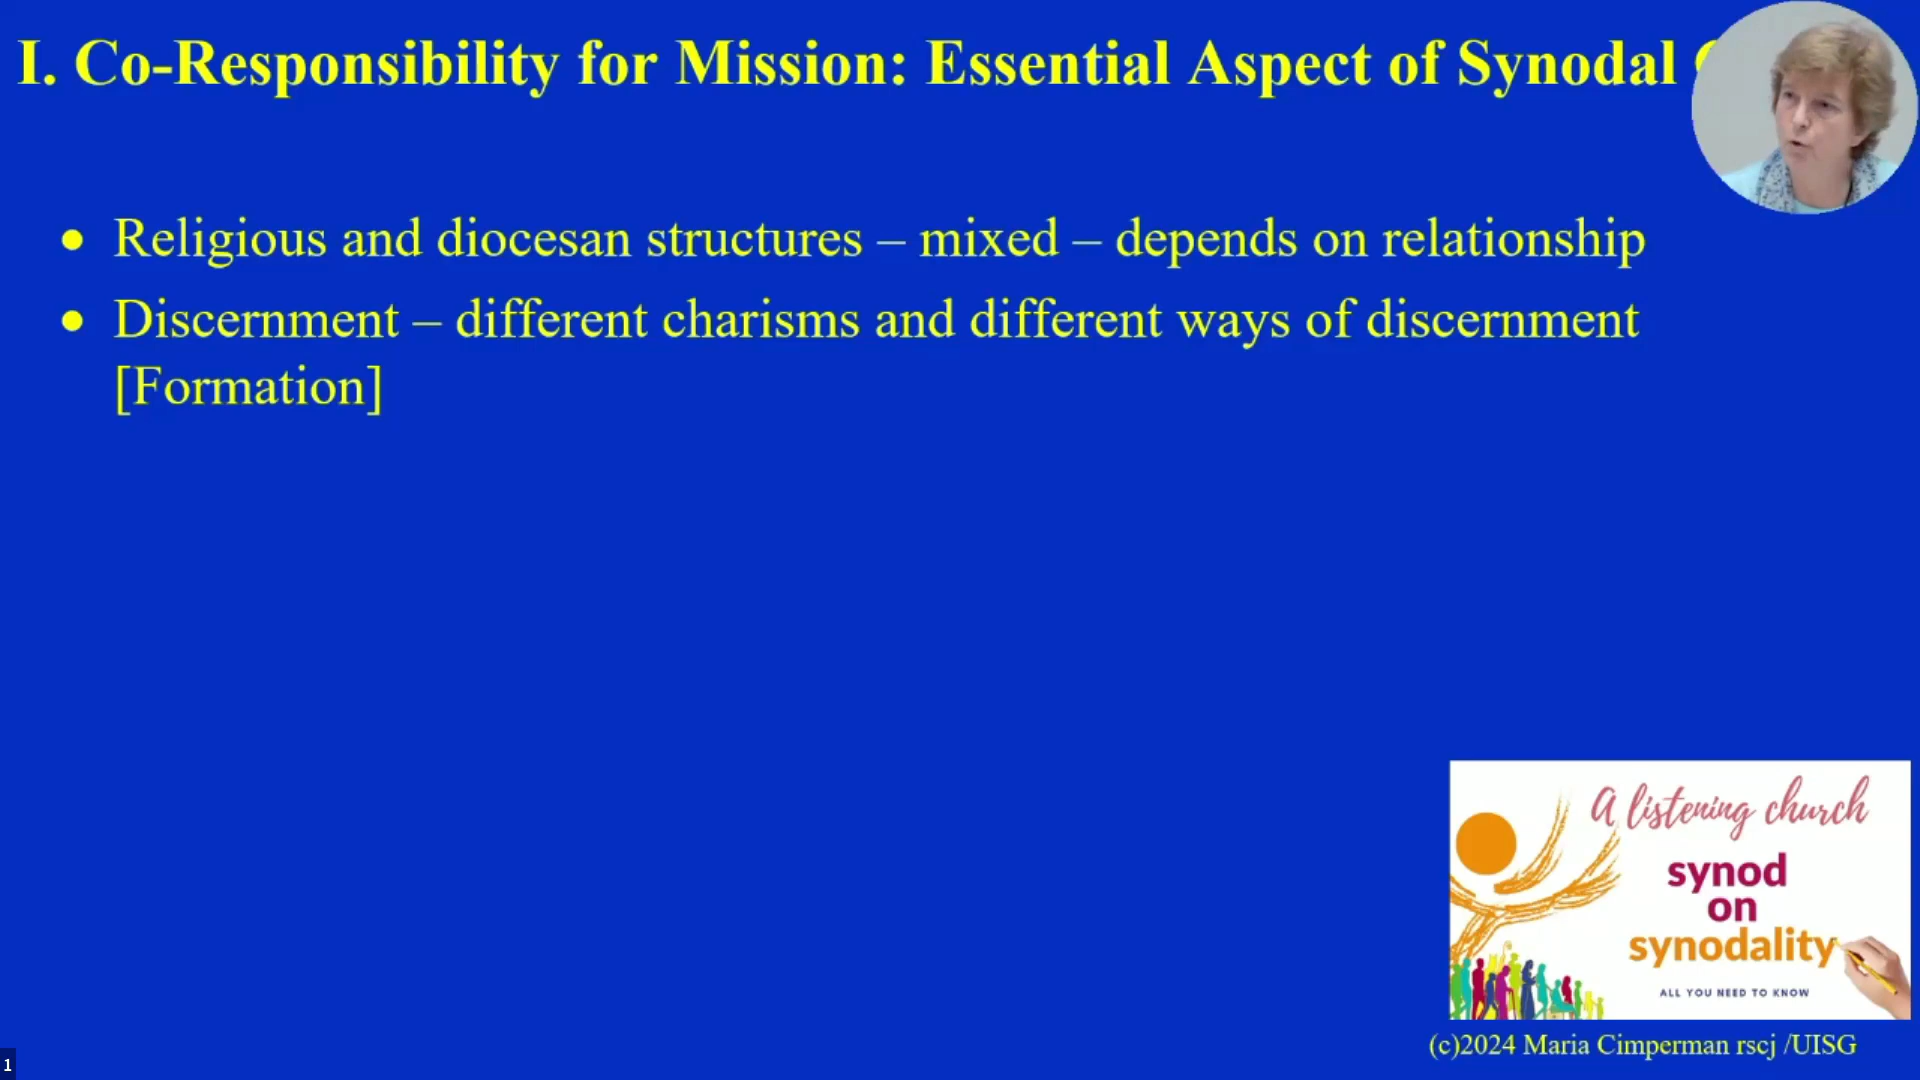 I. Co-Responsibility for Mission: Essential Aspect of Synodal
• Religious and diocesan structures – mixed – depends on relationship
• Discernment – different charisms and different ways of discernment
[Formation]
A listening church
synod
on
synodality
ALL YOU NEED TO KNOW
(c)2024 Maria Cimperman rscj /UISG
1